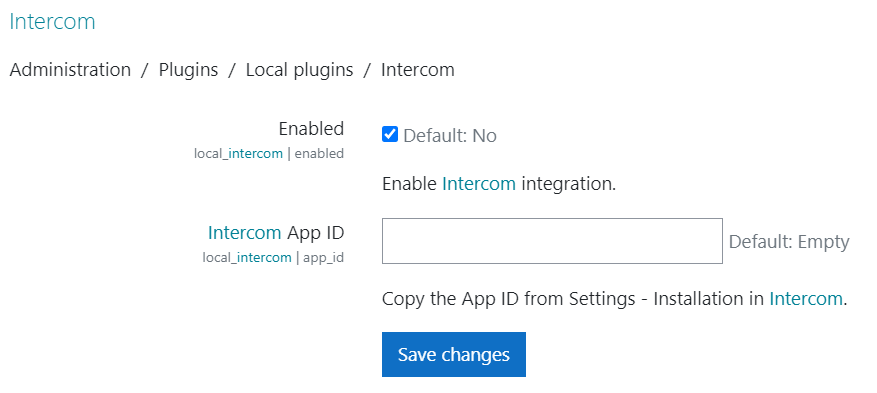 Intercom
Administration / Plugins / Local plugins / Intercom
Enabled
local_intercom | enabled
Default: No
Enable Intercom integration.
Intercom App ID
local_intercom | app_id
Default: Empty
Copy the App ID from Settings - Installation in Intercom.
Save changes